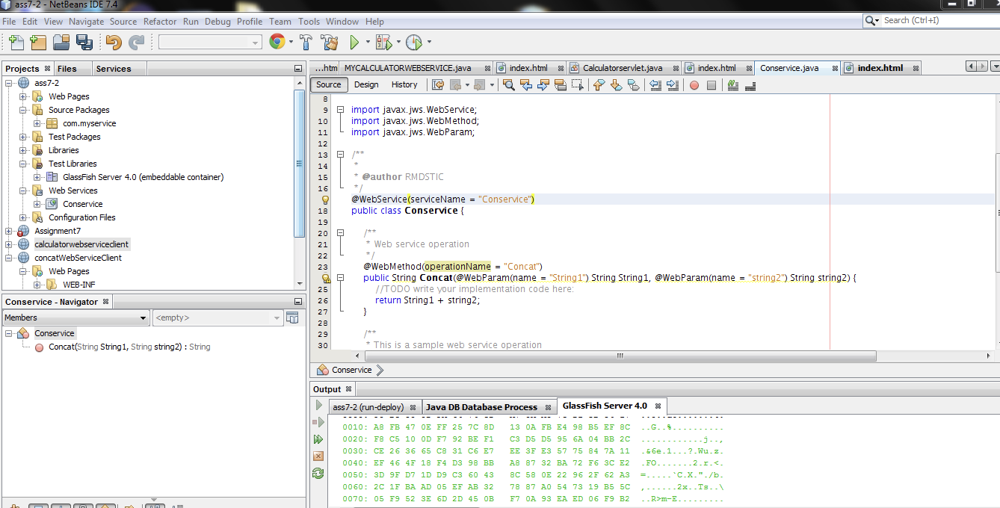 ass7-2 - NetBeans IDE 7.4
File Edit View Navigate Source Refactor Run Debug Profile Team Tools Window Help
Search (Ctrl+I)
Projects Files Services
ass7-2
Web Pages
Source Packages
com.myservice
Test Packages
Libraries
Test Libraries
GlassFish Server 4.0 (embeddable container)
Web Services
Conservice
Configuration Files
Assignment7
calculatorwebserviceclient
concatWebServiceClient
Web Pages
WEB-INF
Conservice - Navigator
Members <empty>
Conservice
Concat(String String1, String string2) : String
...htm MYCALCULATORWEBSERVICE.java index.html Calculatorservlet.java index.html Conservice.java index.html
Source Design History
8
9 import javax.jws.WebService;
10 import javax.jws.WebMethod;
11 import javax.jws.WebParam;
12
13 /**
14 *
15 * @author RMDSTIC
16 */
@WebService(serviceName = "Conservice")
18 public class Conservice {
19
20 /**
21 * Web service operation
22 */
23 @WebMethod(operationName = "Concat")
public String Concat(@WebParam(name = "String1") String String1, @WebParam(name = "string2") String string2) {
25 //TODO write your implementation code here:
26 return String1 + string2;
27 }
28
29 /**
30 * This is a sample web service operation
Conservice
Output
ass7-2 (run-deploy) Java DB Database Process GlassFish Server 4.0
0010: A8 FB 47 0E FF 25 7C 8D 13 0A FB E4 98 B5 EF 8C ..G..%..........
0020: F8 C5 10 0D F7 92 BE F1 C3 D5 D5 95 6A 04 BB 2C ............j..,
0030: CE 26 36 65 C8 31 C6 E7 EE 3F E3 57 75 84 7A 11 .&6e.1...?.Wu.z.
0040: EF 46 4F 18 F4 D3 98 BB A8 87 32 BA 72 F6 3C E2 .FO.......2.r.<.
0050: 3D 9F D7 1D D9 C3 60 43 8C 58 0E 22 96 2F 62 A3 =.....`C.X."./b.
0060: 2C 1F BA AD 05 EF AB 32 78 87 A0 54 73 19 B5 5C ,......2x..Ts..\
0070: 05 F9 52 3E 6D 2D 45 0B F7 0A 93 EA ED 06 F9 B2 ..R>m-E.........